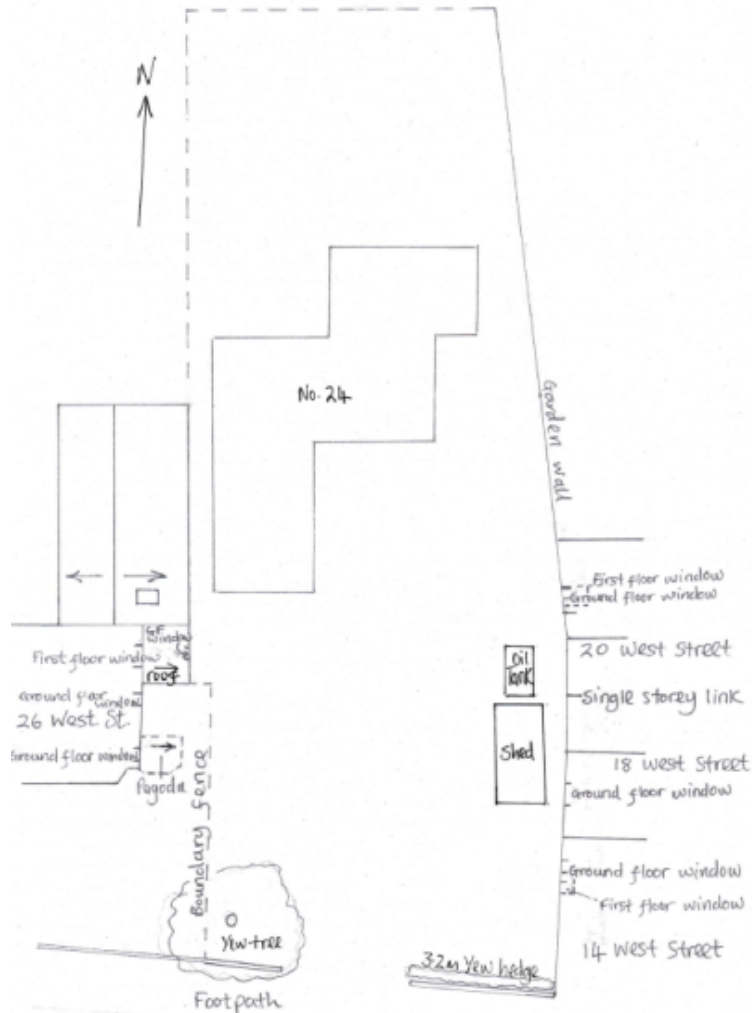 N
No. 24
Garden wall
First floor window
Ground floor window
GF
window
First floor window
roof
20 West Street
oil
tank
Ground floor
window
Single storey link
26 West St.
Shed
18 West Street
Ground floor window
Ground floor window
Pagoda
Boundary fence
Ground floor window
First floor window
Yew tree
14 West Street
3.2m Yew hedge
Footpath